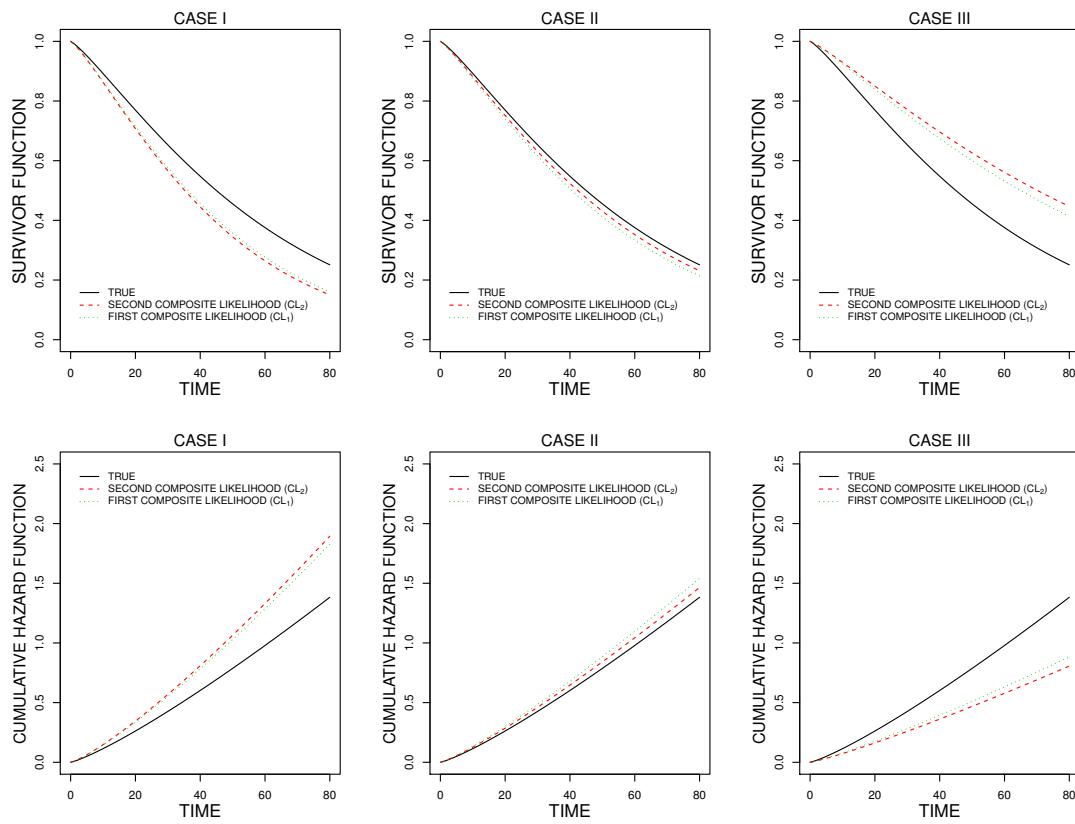 CASE I
SURVIVOR FUNCTION
1.0
0.8
0.6
0.4
0.2
0.0
TRUE
SECOND COMPOSITE LIKELIHOOD (CL₂)
FIRST COMPOSITE LIKELIHOOD (CL₁)
0 20 40 60 80
TIME
CASE II
SURVIVOR FUNCTION
1.0
0.8
0.6
0.4
0.2
0.0
TRUE
SECOND COMPOSITE LIKELIHOOD (CL₂)
FIRST COMPOSITE LIKELIHOOD (CL₁)
0 20 40 60 80
TIME
CASE III
SURVIVOR FUNCTION
1.0
0.8
0.6
0.4
0.2
0.0
TRUE
SECOND COMPOSITE LIKELIHOOD (CL₂)
FIRST COMPOSITE LIKELIHOOD (CL₁)
0 20 40 60 80
TIME
CASE I
CUMULATIVE HAZARD FUNCTION
2.5
2.0
1.5
1.0
0.5
0.0
TRUE
SECOND COMPOSITE LIKELIHOOD (CL₂)
FIRST COMPOSITE LIKELIHOOD (CL₁)
0 20 40 60 80
TIME
CASE II
CUMULATIVE HAZARD FUNCTION
2.5
2.0
1.5
1.0
0.5
0.0
TRUE
SECOND COMPOSITE LIKELIHOOD (CL₂)
FIRST COMPOSITE LIKELIHOOD (CL₁)
0 20 40 60 80
TIME
CASE III
CUMULATIVE HAZARD FUNCTION
2.5
2.0
1.5
1.0
0.5
0.0
TRUE
SECOND COMPOSITE LIKELIHOOD (CL₂)
FIRST COMPOSITE LIKELIHOOD (CL₁)
0 20 40 60 80
TIME